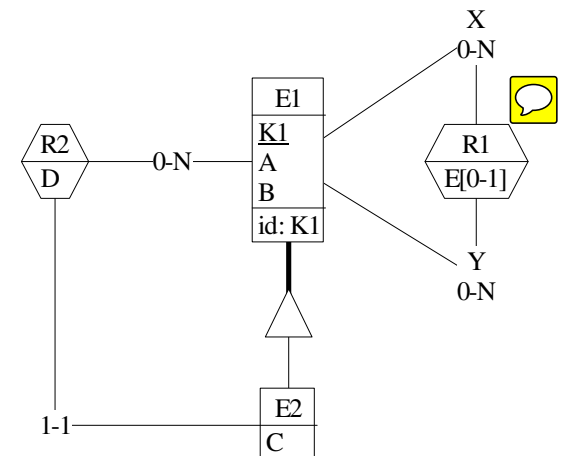 X
0-N
E1
K1
A
B
id: K1
R2
D
0-N
R1
E[0-1]
Y
0-N
1-1
E2
C